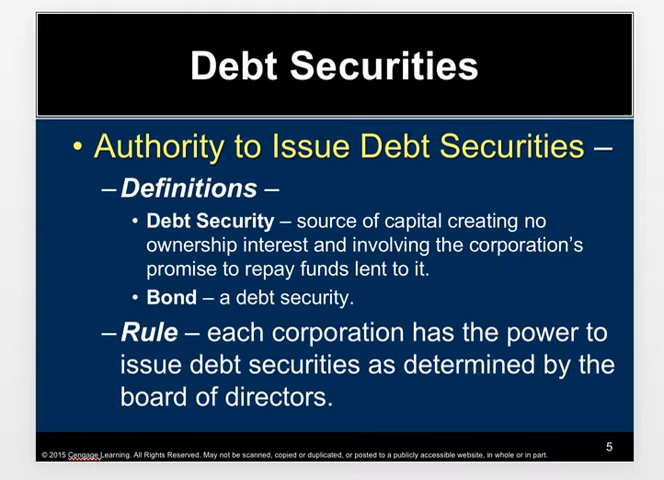 Debt Securities
• Authority to Issue Debt Securities –
–Definitions –
• Debt Security – source of capital creating no
ownership interest and involving the corporation's
promise to repay funds lent to it.
• Bond – a debt security.
–Rule – each corporation has the power to
issue debt securities as determined by the
board of directors.
5
© 2015 Cengage Learning. All Rights Reserved. May not be scanned, copied or duplicated, or posted to a publicly accessible website, in whole or in part.